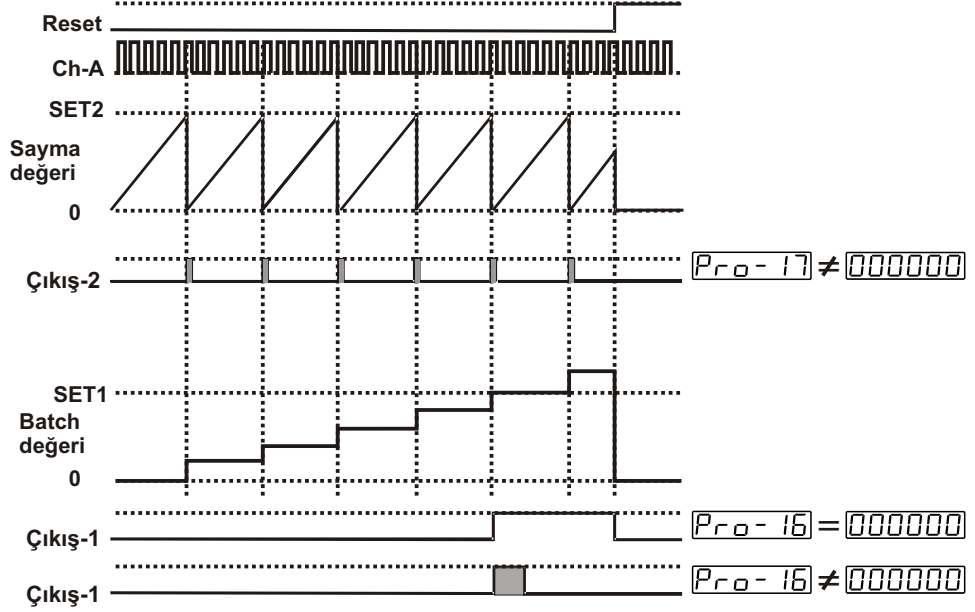 Reset
Ch-A
SET2
Sayma
değeri
0
Çıkış-2
Pro-17 ≠ 000000
SET1
Batch
değeri
0
Çıkış-1
Pro-16 = 000000
Çıkış-1
Pro-16 ≠ 000000